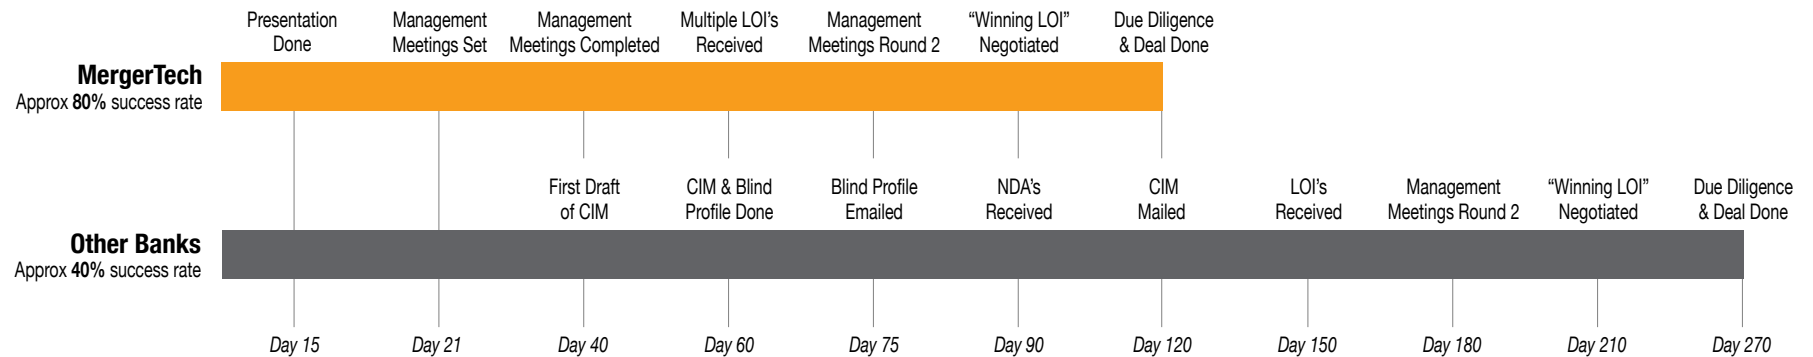 Presentation
Done
Management
Meetings Set
Management
Meetings Completed
Multiple LOI's
Received
Management
Meetings Round 2
“Winning LOI”
Negotiated
Due Diligence
& Deal Done
MergerTech
Approx 80% success rate
First Draft
of CIM
CIM & Blind
Profile Done
Blind Profile
Emailed
NDA's
Received
CIM
Mailed
LOI's
Received
Management
Meetings Round 2
“Winning LOI”
Negotiated
Due Diligence
& Deal Done
Other Banks
Approx 40% success rate
Day 15
Day 21
Day 40
Day 60
Day 75
Day 90
Day 120
Day 150
Day 180
Day 210
Day 270